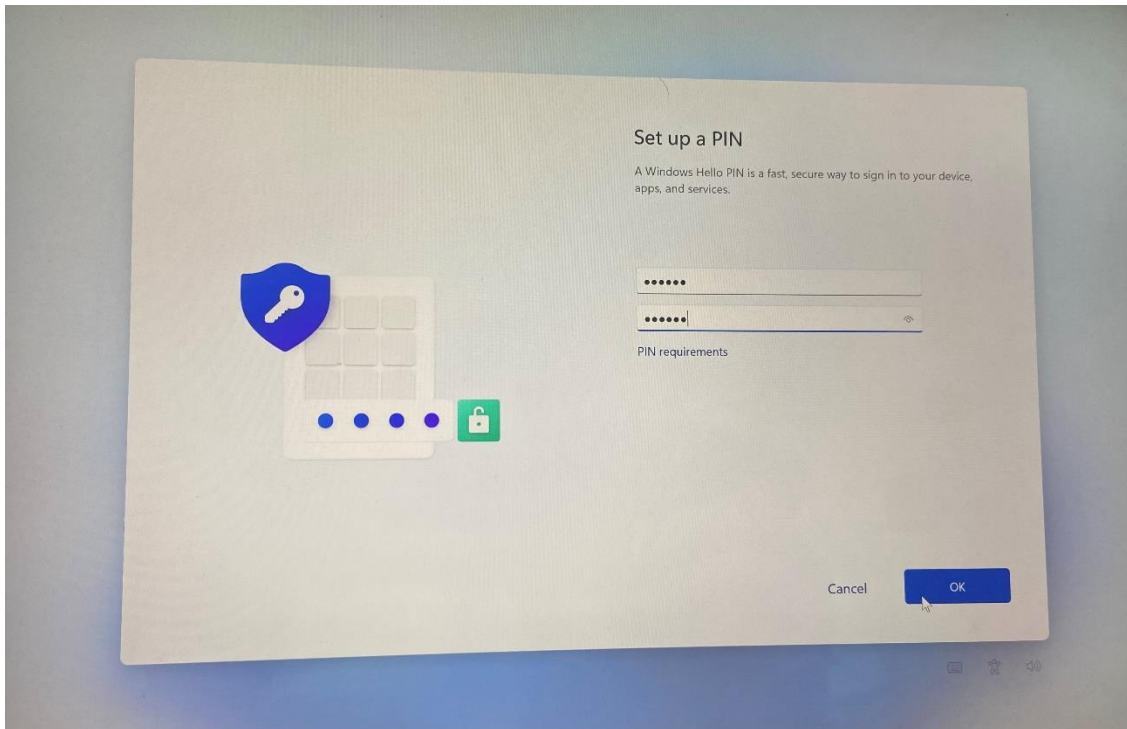 Set up a PIN
A Windows Hello PIN is a fast, secure way to sign in to your device,
apps, and services.
••••••
••••••
PIN requirements
Cancel
OK